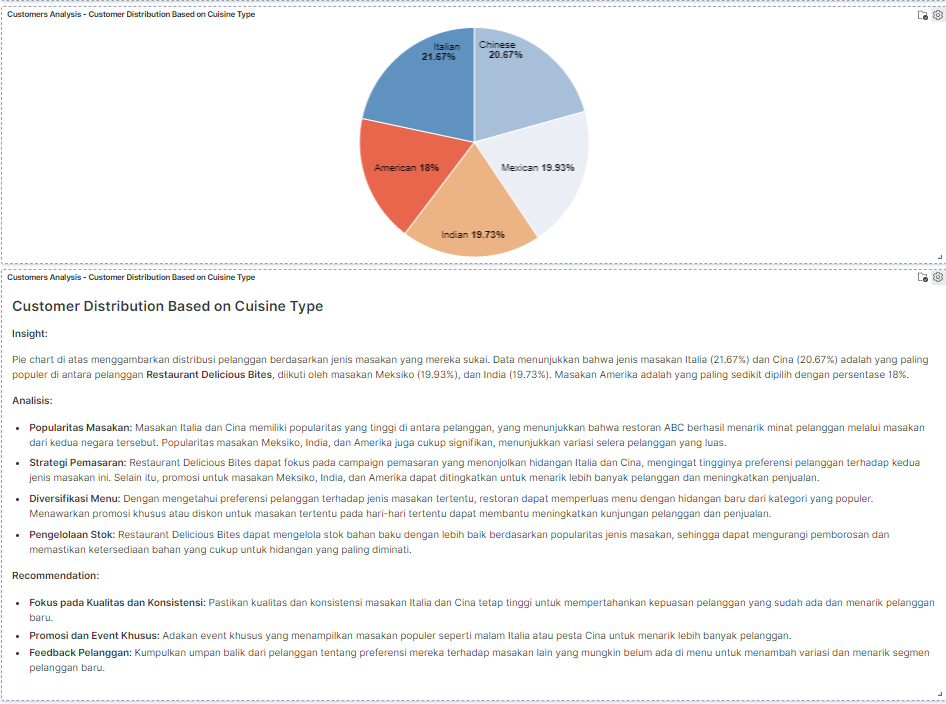 Customers Analysis - Customer Distribution Based on Cuisine Type
Italian
21.67%
Chinese
20.67%
American 18%
Mexican 19.93%
Indian 19.73%
Customers Analysis - Customer Distribution Based on Cuisine Type
Customer Distribution Based on Cuisine Type
Insight:
Pie chart di atas menggambarkan distribusi pelanggan berdasarkan jenis masakan yang mereka sukai. Data menunjukkan bahwa jenis masakan Italia (21.67%) dan Cina (20.67%) adalah yang paling
populer di antara pelanggan Restaurant Delicious Bites, diikuti oleh masakan Meksiko (19.93%), dan India (19.73%). Masakan Amerika adalah yang paling sedikit dipilih dengan persentase 18%.
Analisis:
• Popularitas Masakan: Masakan Italia dan Cina memiliki popularitas yang tinggi di antara pelanggan, yang menunjukkan bahwa restoran ABC berhasil menarik minat pelanggan melalui masakan
dari kedua negara tersebut. Popularitas masakan Meksiko, India, dan Amerika juga cukup signifikan, menunjukkan variasi selera pelanggan yang luas.
• Strategi Pemasaran: Restaurant Delicious Bites dapat fokus pada campaign pemasaran yang menonjolkan hidangan Italia dan Cina, mengingat tingginya preferensi pelanggan terhadap kedua
jenis masakan ini. Selain itu, promosi untuk masakan Meksiko, India, dan Amerika dapat ditingkatkan untuk menarik lebih banyak pelanggan dan meningkatkan penjualan.
• Diversifikasi Menu: Dengan mengetahui preferensi pelanggan terhadap jenis masakan tertentu, restoran dapat memperluas menu dengan hidangan baru dari kategori yang populer.
Menawarkan promosi khusus atau diskon untuk masakan tertentu pada hari-hari tertentu dapat membantu meningkatkan kunjungan pelanggan dan penjualan.
• Pengelolaan Stok: Restaurant Delicious Bites dapat mengelola stok bahan baku dengan lebih baik berdasarkan popularitas jenis masakan, sehingga dapat mengurangi pemborosan dan
memastikan ketersediaan bahan yang cukup untuk hidangan yang paling diminati.
Recommendation:
• Fokus pada Kualitas dan Konsistensi: Pastikan kualitas dan konsistensi masakan Italia dan Cina tetap tinggi untuk mempertahankan kepuasan pelanggan yang sudah ada dan menarik pelanggan
baru.
• Promosi dan Event Khusus: Adakan event khusus yang menampilkan masakan populer seperti malam Italia atau pesta Cina untuk menarik lebih banyak pelanggan.
• Feedback Pelanggan: Kumpulkan umpan balik dari pelanggan tentang preferensi mereka terhadap masakan lain yang mungkin belum ada di menu untuk menambah variasi dan menarik segmen
pelanggan baru.